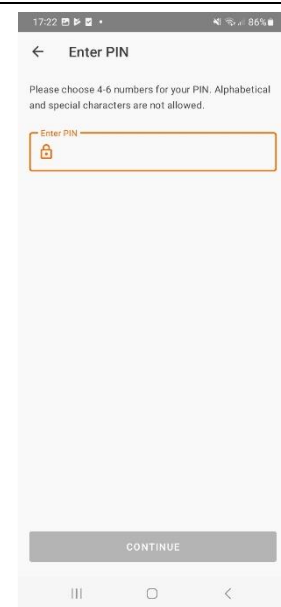 17:22 86%
Enter PIN
Please choose 4-6 numbers for your PIN. Alphabetical
and special characters are not allowed.
Enter PIN
CONTINUE